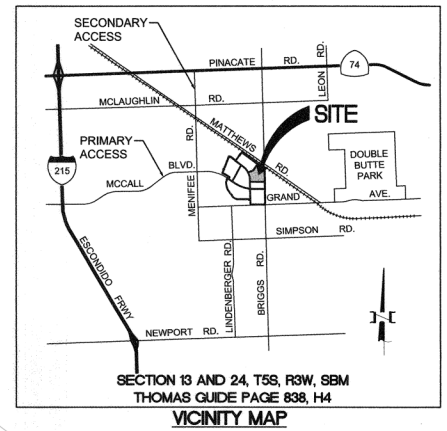 SECONDARY
ACCESS
PINACATE RD.
74
LEON RD.
MCLAUGHLIN RD.
SITE
MATTHEWS RD.
PRIMARY
ACCESS
MENIFEE RD.
BLVD.
MCCALL
215
DOUBLE
BUTTE
PARK
GRAND AVE.
SIMPSON RD.
LINDENBERGER RD.
BRIGGS RD.
ESCONDIDO FRWY
NEWPORT RD.
N
SECTION 13 AND 24, T5S, R3W, SBM
THOMAS GUIDE PAGE 838, H4
VICINITY MAP